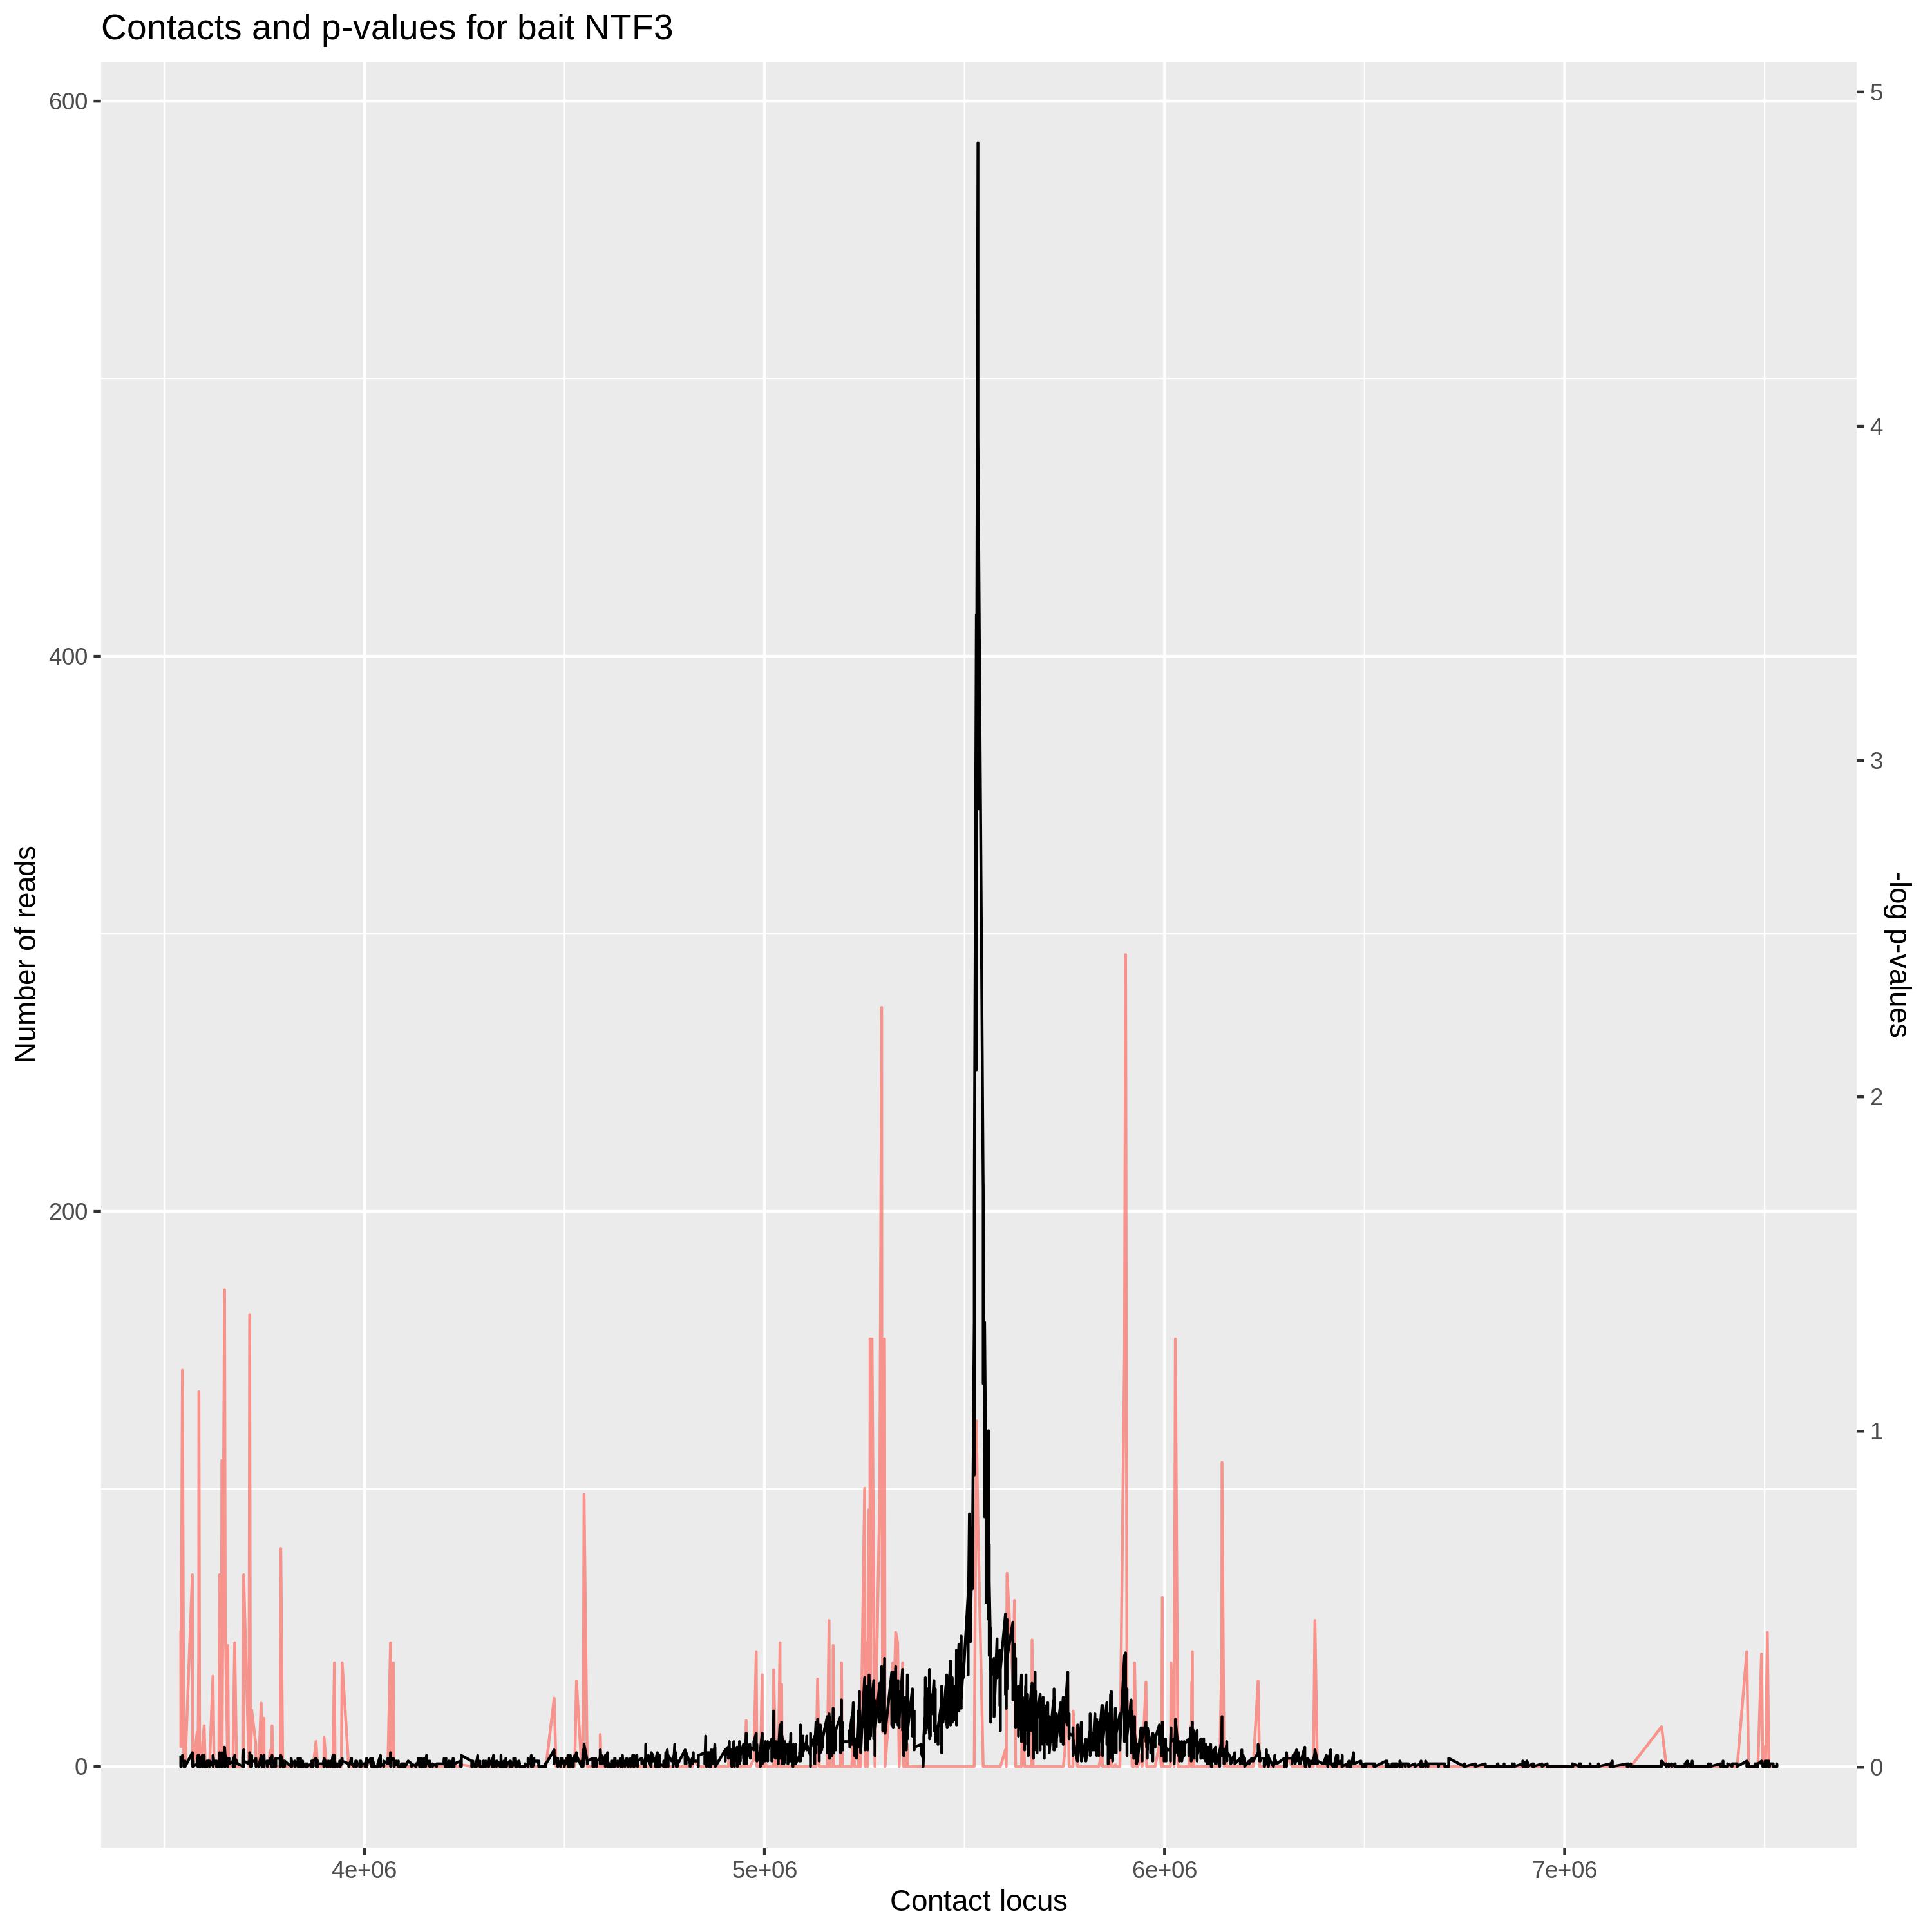 Contacts and p-values for bait NTF3
600
400
200
0
Number of reads
5
4
3
2
1
0
-log p-values
4e+06 5e+06 6e+06 7e+06
Contact locus